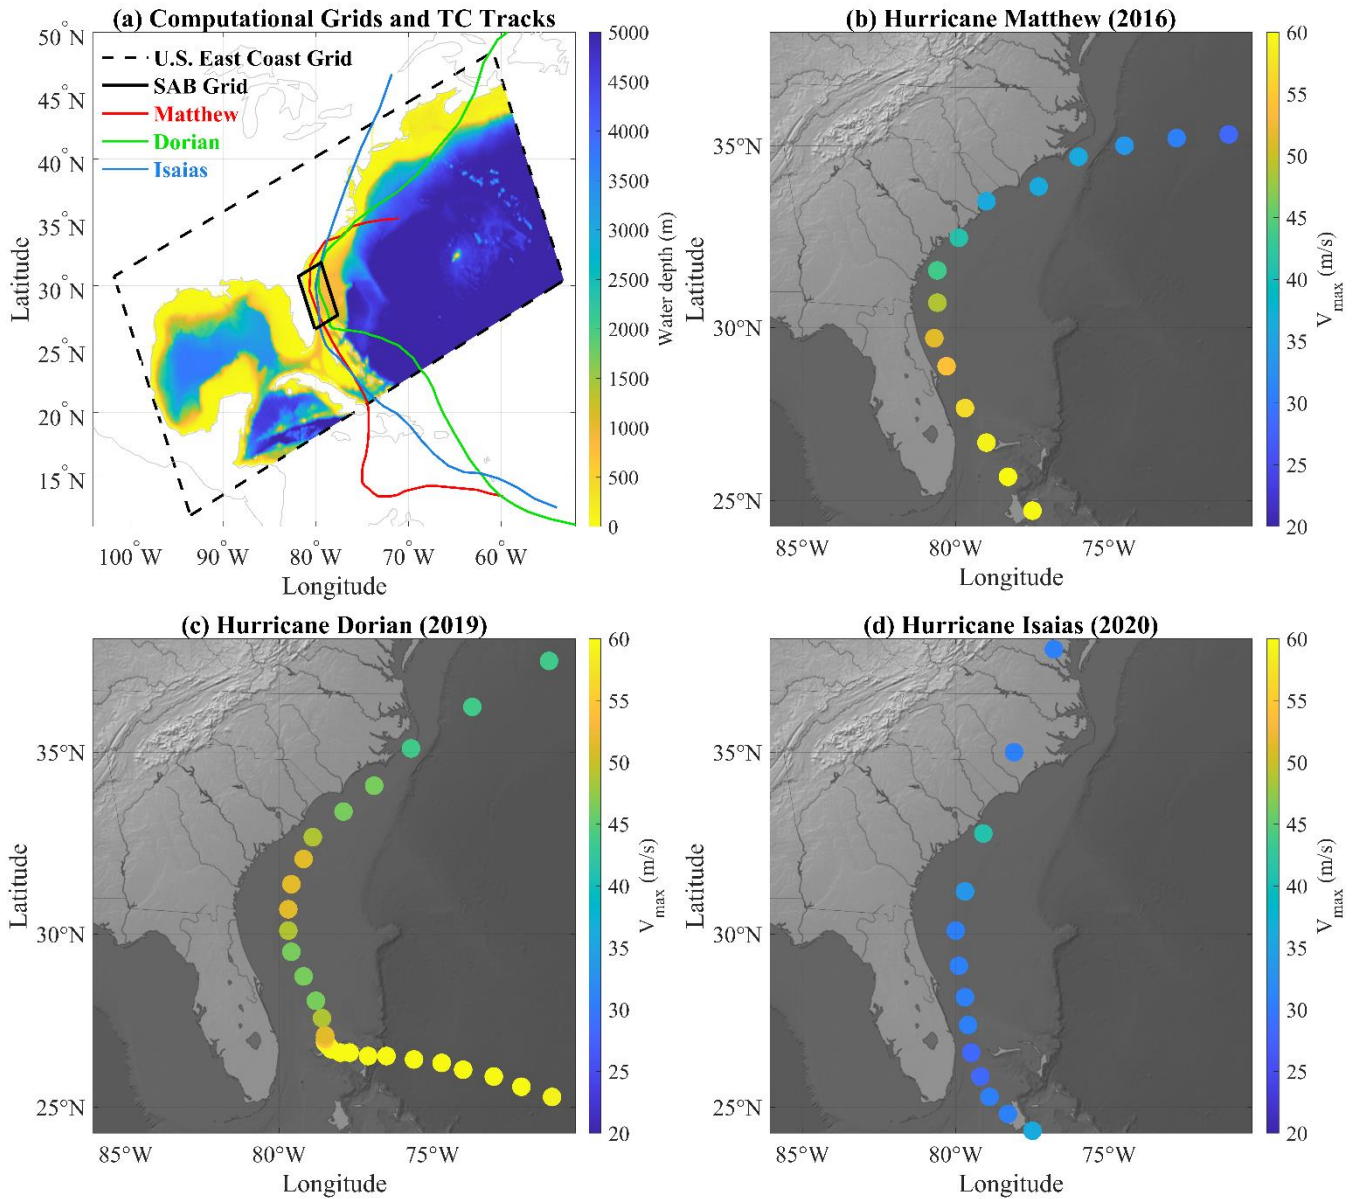 (a) Computational Grids and TC Tracks
50°N
45°N
40°N
35°N
30°N
25°N
20°N
15°N
Latitude
U.S. East Coast Grid
SAB Grid
Matthew
Dorian
Isaias
100°W 90°W 80°W 70°W 60°W
Longitude
5000
4500
4000
3500
3000
2500
2000
1500
1000
500
0
Water depth (m)
(b) Hurricane Matthew (2016)
35°N
30°N
25°N
Latitude
85°W 80°W 75°W
Longitude
60
55
50
45
40
35
30
25
20
Vmax (m/s)
(c) Hurricane Dorian (2019)
35°N
30°N
25°N
Latitude
85°W 80°W 75°W
Longitude
60
55
50
45
40
35
30
25
20
Vmax (m/s)
(d) Hurricane Isaias (2020)
35°N
30°N
25°N
Latitude
85°W 80°W 75°W
Longitude
60
55
50
45
40
35
30
25
20
Vmax (m/s)